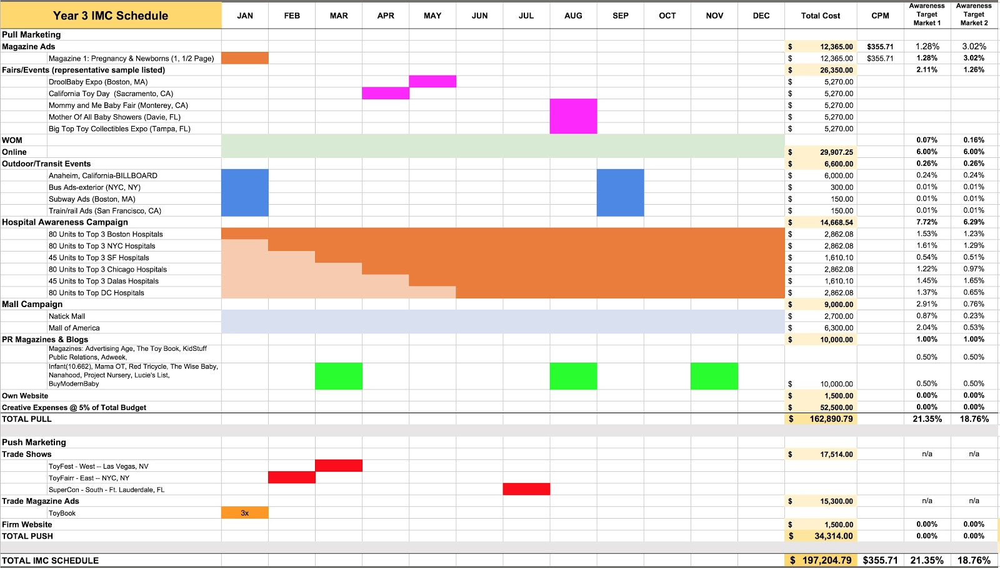 Year 3 IMC Schedule JAN FEB MAR APR MAY JUN JUL AUG SEP OCT NOV DEC Total Cost CPM Awareness Target Market 1 Awareness Target Market 2
Pull Marketing
Magazine Ads $ 12,365.00 $355.71 1.28% 3.02%
Magazine 1: Pregnancy & Newborns (1, 1/2 Page) $ 12,365.00 $355.71 1.28% 3.02%
Fairs/Events (representative sample listed) $ 26,350.00 2.11% 1.26%
DroolBaby Expo (Boston, MA) $ 5,270.00
California Toy Day (Sacramento, CA) $ 5,270.00
Mommy and Me Baby Fair (Monterey, CA) $ 5,270.00
Mother Of All Baby Showers (Davie, FL) $ 5,270.00
Big Top Toy Collectibles Expo (Tampa, FL) $ 5,270.00
WOM 0.07% 0.16%
Online $ 29,907.25 6.00% 6.00%
Outdoor/Transit Events $ 6,600.00 0.26% 0.26%
Anaheim, California-BILLBOARD $ 6,000.00 0.24% 0.24%
Bus Ads-exterior (NYC, NY) $ 300.00 0.01% 0.01%
Subway Ads (Boston, MA) $ 150.00 0.01% 0.01%
Train/rail Ads (San Francisco, CA) $ 150.00 0.01% 0.01%
Hospital Awareness Campaign $ 14,668.54 7.72% 6.29%
80 Units to Top 3 Boston Hospitals $ 2,862.08 1.53% 1.23%
80 Units to Top 3 NYC Hospitals $ 2,862.08 1.61% 1.29%
45 Units to Top 3 SF Hospitals $ 1,610.10 0.54% 0.51%
80 Units to Top 3 Chicago Hospitals $ 2,862.08 1.22% 0.97%
45 Units to Top 3 Dalas Hospitals $ 1,610.10 1.45% 1.65%
80 Units to Top DC Hospitals $ 2,862.08 1.37% 0.65%
Mall Campaign $ 9,000.00 2.91% 0.76%
Natick Mall $ 2,700.00 0.87% 0.23%
Mall of America $ 6,300.00 2.04% 0.53%
PR Magazines & Blogs $ 10,000.00 1.00% 1.00%
Magazines: Advertising Age, The Toy Book, KidStuff
Public Relations, Adweek, 0.50% 0.50%
Infant(10.662), Mama OT, Red Tricycle, The Wise Baby,
Nanahood, Project Nursery, Lucie's List,
BuyModernBaby $ 10,000.00 0.50% 0.50%
Own Website $ 1,500.00 0.00% 0.00%
Creative Expenses @ 5% of Total Budget $ 52,500.00 0.00% 0.00%
TOTAL PULL $ 162,890.79 21.35% 18.76%
Push Marketing
Trade Shows $ 17,514.00 n/a n/a
ToyFest - West -- Las Vegas, NV
ToyFairr - East -- NYC, NY
SuperCon - South - Ft. Lauderdale, FL
Trade Magazine Ads $ 15,300.00 n/a n/a
ToyBook 3x
Firm Website $ 1,500.00 0.00% 0.00%
TOTAL PUSH $ 34,314.00 0.00% 0.00%
TOTAL IMC SCHEDULE $ 197,204.79 $355.71 21.35% 18.76%